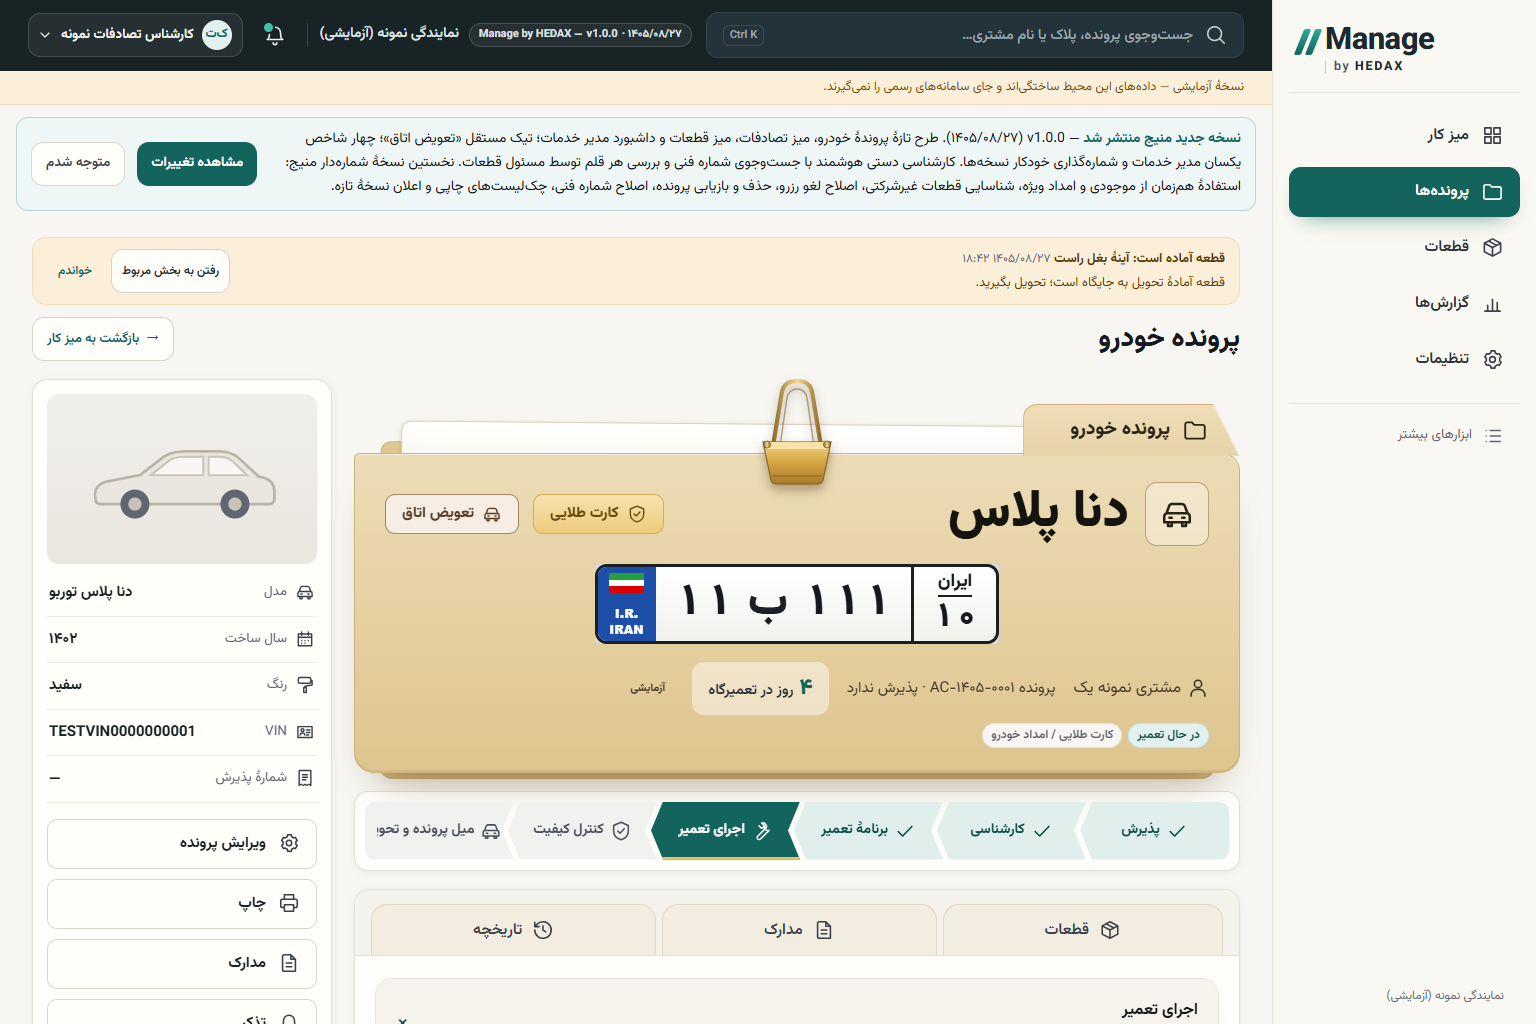 Manage
by HEDAX
میز کار
پرونده‌ها
قطعات
گزارش‌ها
تنظیمات
ابزارهای بیشتر
نمایندگی نمونه (آزمایشی)
جست‌وجوی پرونده، پلاک یا نام مشتری...
Ctrl K
Manage by HEDAX — v1.0.0 · ۱۴۰۵/۰۸/۲۷
نمایندگی نمونه (آزمایشی)
کارشناس تصادفات نمونه
ک‌ت
نسخهٔ آزمایشی — داده‌های این محیط ساختگی‌اند و جای سامانه‌های رسمی را نمی‌گیرند.
نسخه جدید منیج منتشر شد — v1.0.0 (۱۴۰۵/۰۸/۲۷). طرح تازهٔ پروندهٔ خودرو، میز تصادفات، میز قطعات و داشبورد مدیر خدمات؛ تیک مستقل «تعویض اتاق»؛ چهار شاخص
یکسان مدیر خدمات و شماره‌گذاری خودکار نسخه‌ها. کارشناسی دستی هوشمند با جست‌وجوی شماره فنی و بررسی هر قلم توسط مسئول قطعات. نخستین نسخهٔ شماره‌دار منیج:
استفادهٔ هم‌زمان از موجودی و امداد ویژه، شناسایی قطعات غیرشرکتی، اصلاح لغو رزرو، حذف و بازیابی پرونده، اصلاح شماره فنی، چک‌لیست‌های چاپی و اعلان نسخهٔ تازه.
مشاهده تغییرات
متوجه شدم
قطعه آماده است: آینهٔ بغل راست ۱۴۰۵/۰۸/۲۷ ۱۸:۴۲
قطعه آمادهٔ تحویل به جایگاه است؛ تحویل بگیرید.
رفتن به بخش مربوط
خواندم
پرونده خودرو
→ بازگشت به میز کار
پرونده خودرو
دنا پلاس
کارت طلایی
تعویض اتاق
ایران
۱۰
۱۱ ب ۱۱۱
I.R.
IRAN
مشتری نمونه یک
پرونده AC-۱۴۰۵-۰۰۰۱ · پذیرش ندارد
۴ روز در تعمیرگاه
آزمایشی
در حال تعمیر
کارت طلایی / امداد خودرو
پذیرش
کارشناسی
برنامهٔ تعمیر
اجرای تعمیر
کنترل کیفیت
میل پرونده و تحوی
قطعات
مدارک
تاریخچه
اجرای تعمیر
مدل
دنا پلاس توربو
سال ساخت
۱۴۰۲
رنگ
سفید
VIN
TESTVIN0000000001
شمارهٔ پذیرش
—
ویرایش پرونده
چاپ
مدارک
تذکر